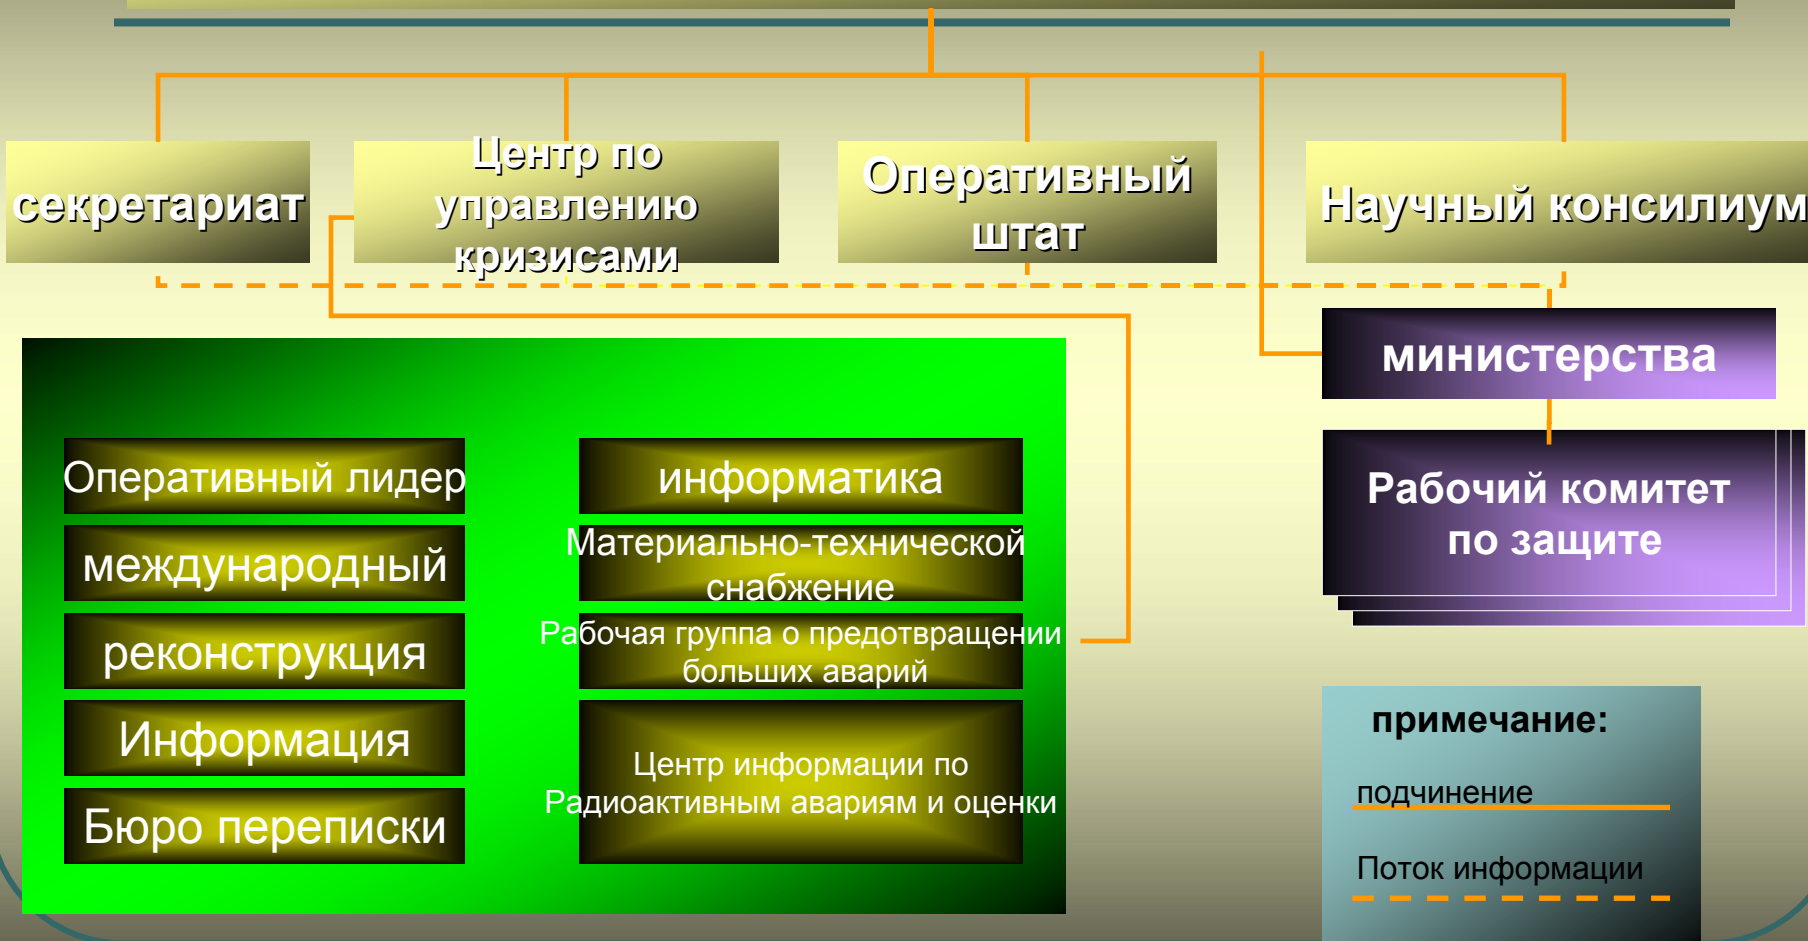 секретариат
Центр по
управлению
кризисами
Оперативный
штат
Научный консилиум
министерства
Рабочий комитет
по защите
Оперативный лидер
международный
реконструкция
Информация
Бюро переписки
информатика
Материально-технической
снабжение
Рабочая группа о предотвращении
больших аварий
Центр информации по
Радиоактивным авариям и оценки
примечание:
подчинение
Поток информации